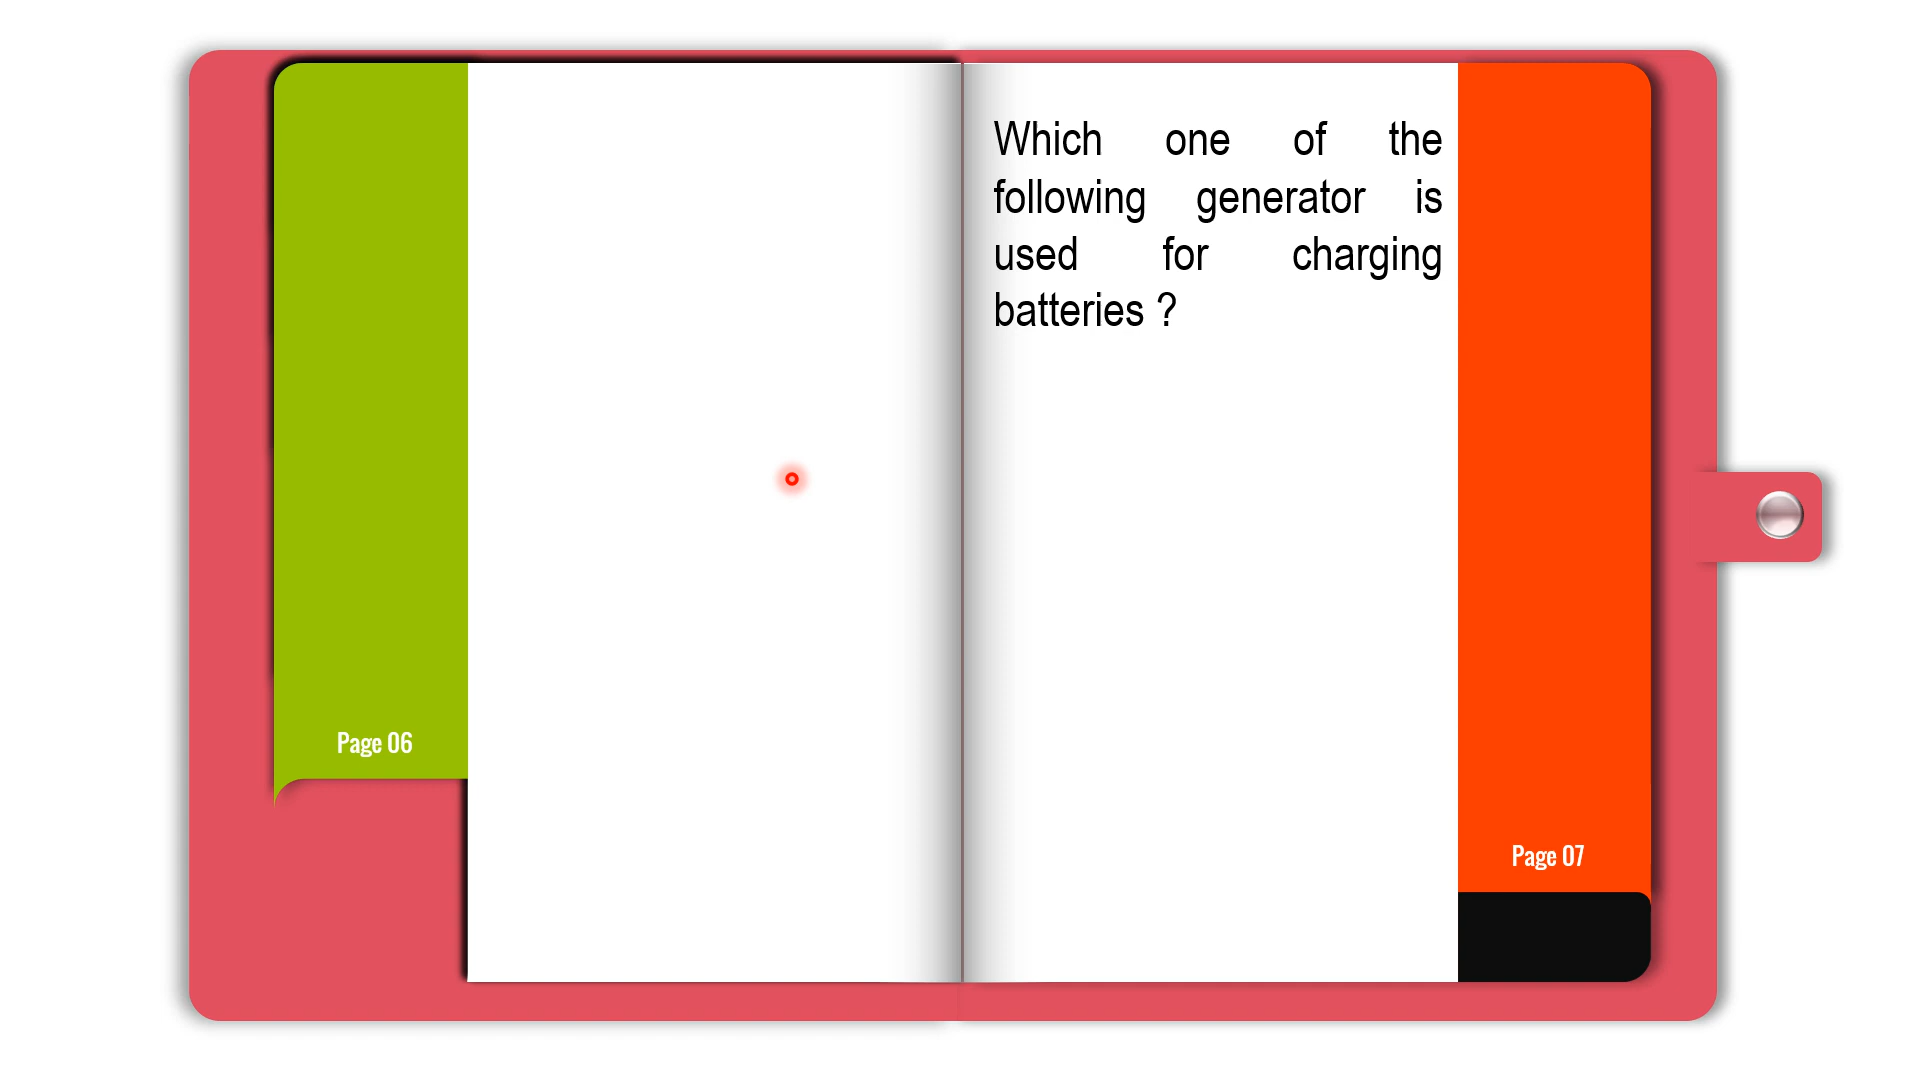 Which one of the
following generator is
used for charging
batteries ?
Page 06
Page 07